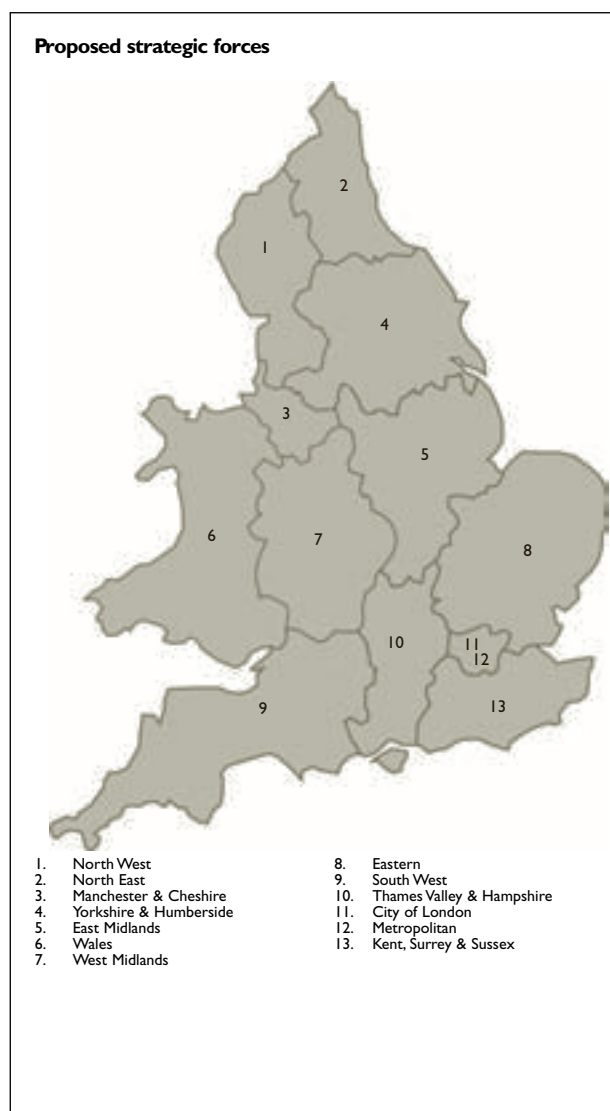 Proposed strategic forces
2
1
4
3
5
6
7
8
10
11
12
9
13
1. North West
2. North East
3. Manchester & Cheshire
4. Yorkshire & Humberside
5. East Midlands
6. Wales
7. West Midlands
8. Eastern
9. South West
10. Thames Valley & Hampshire
11. City of London
12. Metropolitan
13. Kent, Surrey & Sussex